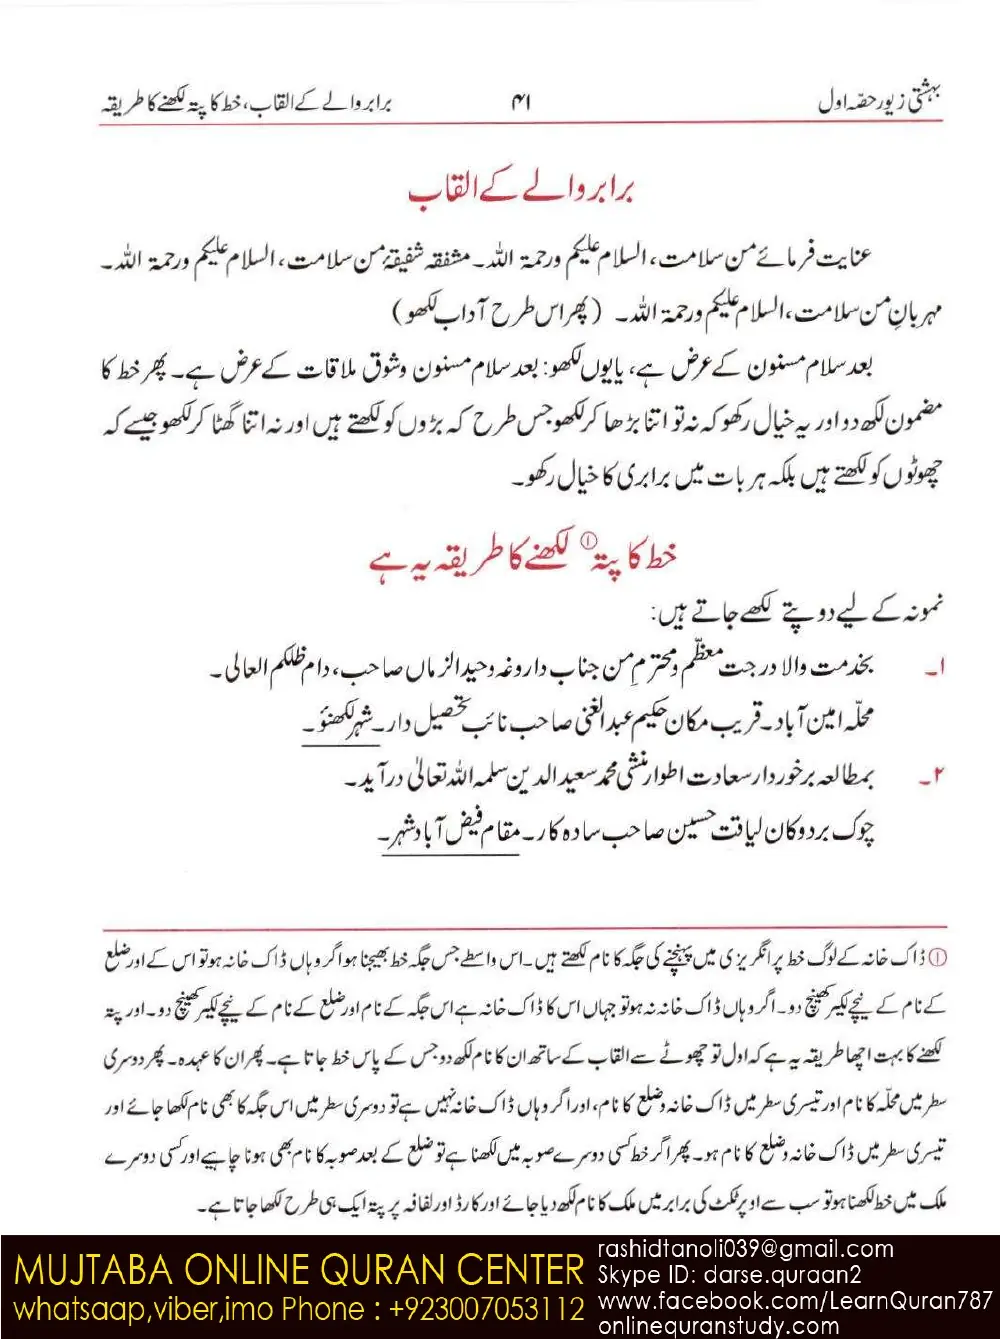 بہشتی زیور حصّہ اول
۴۱
برابر والے کے القاب، خط کا پتہ لکھنے کا طریقہ
برابر والے کے القاب
عنایت فرمائے من سلامت، السلام علیکم ورحمۃ اللہ۔ مشفقہ شفیقۂ من سلامت، السلام علیکم ورحمۃ اللہ۔
مہربانِ من سلامت، السلام علیکم ورحمۃ اللہ۔ (پھر اس طرح آداب لکھو)
بعد سلام مسنون کے عرض ہے، یا یوں لکھو: بعد سلام مسنون وشوق ملاقات کے عرض ہے۔ پھر خط کا
مضمون لکھ دو اور یہ خیال رکھو کہ نہ تو اتنا بڑھا کر لکھو جس طرح کہ بڑوں کو لکھتے ہیں اور نہ اتنا گھٹا کر لکھو جیسے کہ
چھوٹوں کو لکھتے ہیں بلکہ ہر بات میں برابری کا خیال رکھو۔
خط کا پتہ ① لکھنے کا طریقہ یہ ہے
نمونہ کے لیے دو پتے لکھے جاتے ہیں:
۱۔ بخدمت والا درجت معظّم ومحترمِ من جناب داروغہ وحید الزماں صاحب، دام ظلکم العالی۔
محلّہ امین آباد۔ قریب مکان حکیم عبد الغنی صاحب نائب تحصیل دار۔ شہر لکھنؤ۔
۲۔ بمطالعہ برخوردار سعادت اطوار منشی محمد سعید الدین سلمہ اللہ تعالیٰ درآید۔
چوک بر دوکان لیاقت حسین صاحب سادہ کار۔ مقام فیض آباد شہر۔
① ڈاک خانہ کے لوگ خط پر انگریزی میں پہنچنے کی جگہ کا نام لکھتے ہیں۔ اس واسطے جس جگہ خط بھیجنا ہو اگر وہاں ڈاک خانہ ہو تو اس کے اور ضلع
کے نام کے نیچے لکیر کھینچ دو۔ اگر وہاں ڈاک خانہ نہ ہو تو جہاں اس کا ڈاک خانہ ہے اس جگہ کے نام اور ضلع کے نام کے نیچے لکیر کھینچ دو۔ اور پتہ
لکھنے کا بہت اچھا طریقہ یہ ہے کہ اول تو چھوٹے سے القاب کے ساتھ ان کا نام لکھ دو جس کے پاس خط جاتا ہے۔ پھر ان کا عہدہ۔ پھر دوسری
سطر میں محلّہ کا نام اور تیسری سطر میں ڈاک خانہ وضلع کا نام، اور اگر وہاں ڈاک خانہ نہیں ہے تو دوسری سطر میں اس جگہ کا بھی نام لکھا جائے اور
تیسری سطر میں ڈاک خانہ وضلع کا نام ہو۔ پھر اگر خط کسی دوسرے صوبہ میں لکھنا ہے تو ضلع کے بعد صوبہ کا نام بھی ہونا چاہیے اور کسی دوسرے
ملک میں خط لکھنا ہو تو سب سے اوپر ٹکٹ کی برابر میں ملک کا نام لکھ دیا جائے اور کارڈ اور لفافہ پر پتہ ایک ہی طرح لکھا جاتا ہے۔
MUJTABA ONLINE QURAN CENTER
whatsaap,viber,imo Phone : +923007053112
rashidtanoli039@gmail.com
Skype ID: darse.quraan2
www.facebook.com/LearnQuran787
onlinequranstudy.com